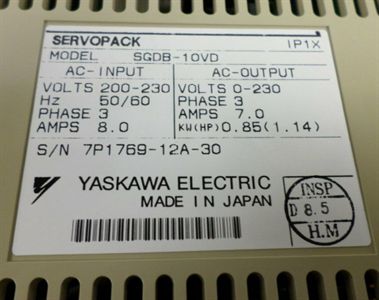 SERVOPACK IP1X
MODEL SGDB-10VD
AC-INPUT AC-OUTPUT
VOLTS 200-230 VOLTS 0-230
Hz 50/60 PHASE 3
PHASE 3 AMPS 7.0
AMPS 8.0 KW(HP) 0.85(1.14)
S/N 7P1769-12A-30
YASKAWA ELECTRIC
MADE IN JAPAN
INSP
D 8.5
H.M